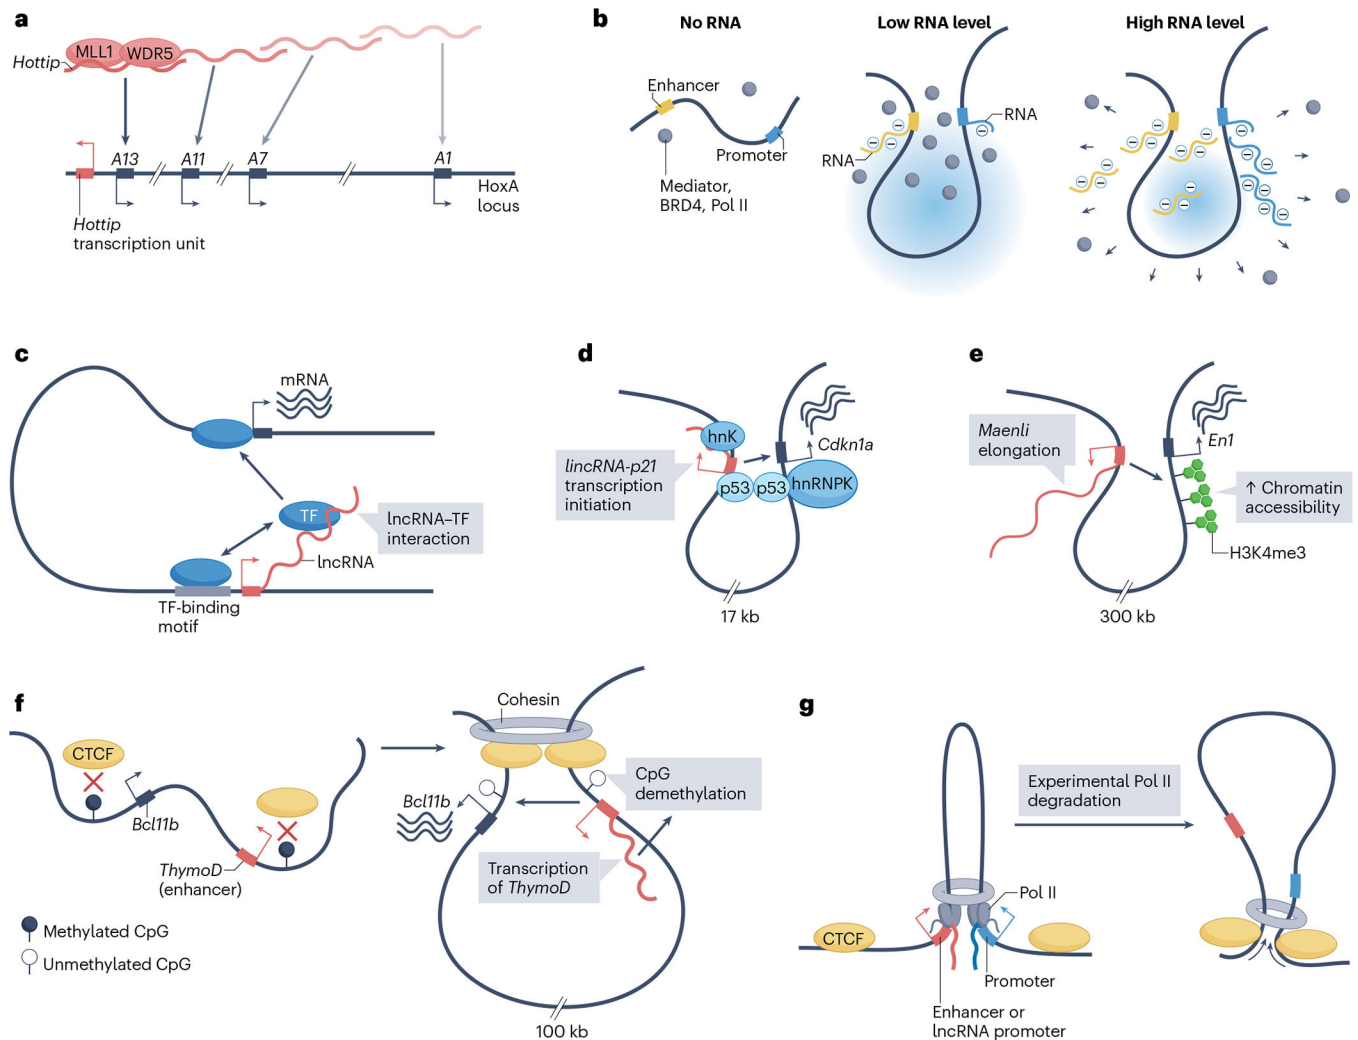 a
MLL1 WDR5
Hottip
A13 A11 A7 A1
HoxA
locus
Hottip
transcription unit
b
No RNA
Low RNA level
High RNA level
Enhancer
Promoter
Mediator,
BRD4, Pol II
RNA
RNA
c
mRNA
TF
lncRNA–TF
interaction
lncRNA
TF-binding
motif
d
hnK
Cdkn1a
lincRNA-p21
transcription
initiation
p53 p53 hnRNPK
17 kb
e
Maenli
elongation
En1
↑ Chromatin
accessibility
H3K4me3
300 kb
f
CTCF
Bcl11b
ThymoD
(enhancer)
Methylated CpG
Unmethylated CpG
Cohesin
CpG
demethylation
Bcl11b
Transcription
of ThymoD
100 kb
g
Experimental Pol II
degradation
Pol II
CTCF
Promoter
Enhancer or
lncRNA promoter